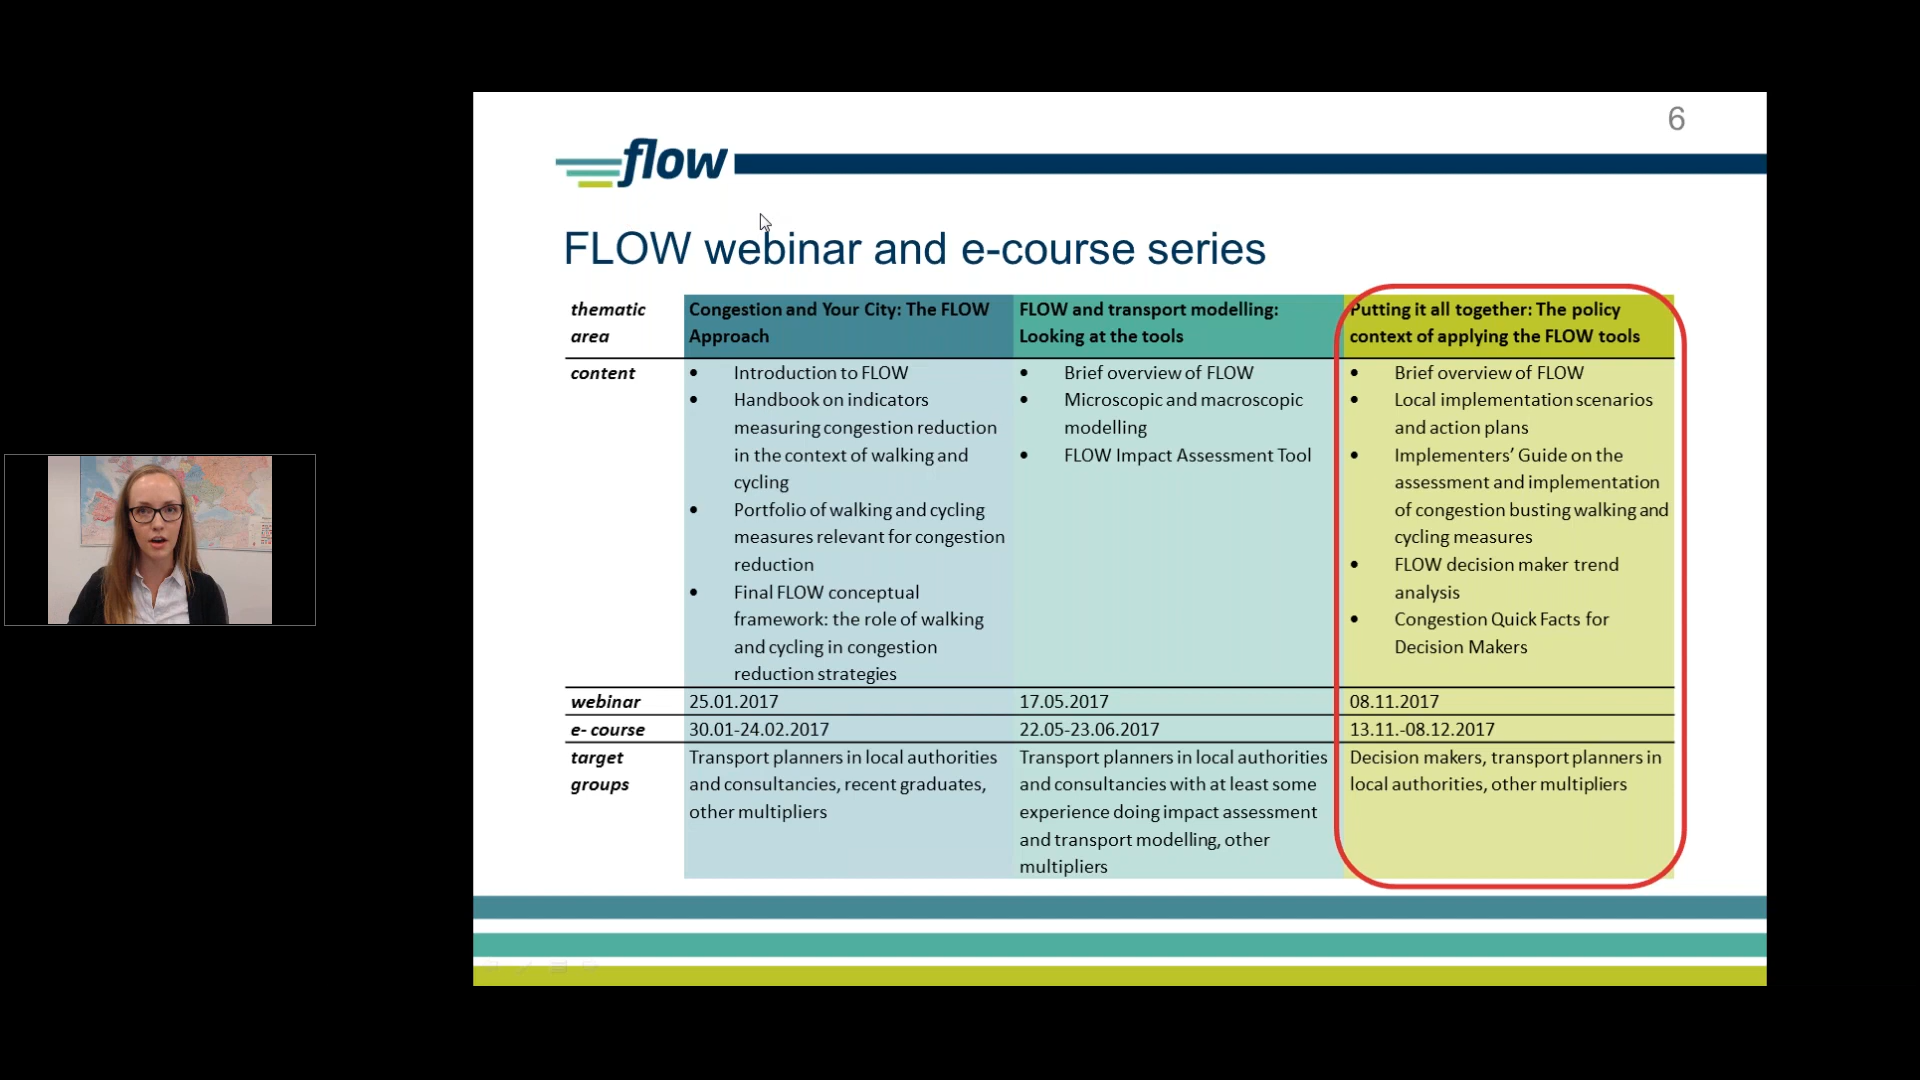 6
flow
FLOW webinar and e-course series
thematic
area
Congestion and Your City: The FLOW
Approach
FLOW and transport modelling:
Looking at the tools
Putting it all together: The policy
context of applying the FLOW tools
content
• Introduction to FLOW
• Handbook on indicators
measuring congestion reduction
in the context of walking and
cycling
• Portfolio of walking and cycling
measures relevant for congestion
reduction
• Final FLOW conceptual
framework: the role of walking
and cycling in congestion
reduction strategies
• Brief overview of FLOW
• Microscopic and macroscopic
modelling
• FLOW Impact Assessment Tool
• Brief overview of FLOW
• Local implementation scenarios
and action plans
• Implementers’ Guide on the
assessment and implementation
of congestion busting walking and
cycling measures
• FLOW decision maker trend
analysis
• Congestion Quick Facts for
Decision Makers
webinar
25.01.2017
17.05.2017
08.11.2017
e- course
30.01-24.02.2017
22.05-23.06.2017
13.11.-08.12.2017
target
groups
Transport planners in local authorities
and consultancies, recent graduates,
other multipliers
Transport planners in local authorities
and consultancies with at least some
experience doing impact assessment
and transport modelling, other
multipliers
Decision makers, transport planners in
local authorities, other multipliers